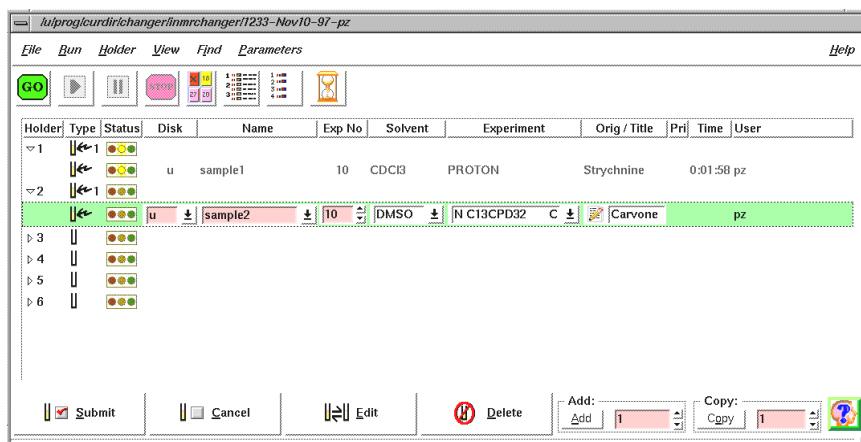 /u/prog/curdir/changer/inmrchanger/1233-Nov10-97-pz
File Run Holder View Find Parameters Help
GO STOP
Holder Type Status Disk Name Exp No Solvent Experiment Orig / Title Pri Time User
1 1
u sample1 10 CDCl3 PROTON Strychnine 0:01:58 pz
2 1
u sample2 10 DMSO N C13CPD32 C Carvone pz
3
4
5
6
Submit Cancel Edit Delete Add: Add 1 Copy: Copy 1